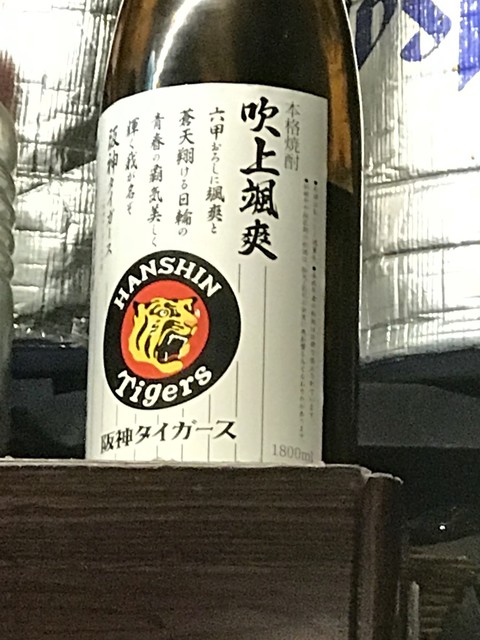 本格焼酎
吹上颯爽
六甲おろしに颯爽と
蒼天翔ける日輪の
青春の覇気美しく
輝く我が名ぞ
阪神タイガース
HANSHIN
Tigers
阪神タイガース
1800ml